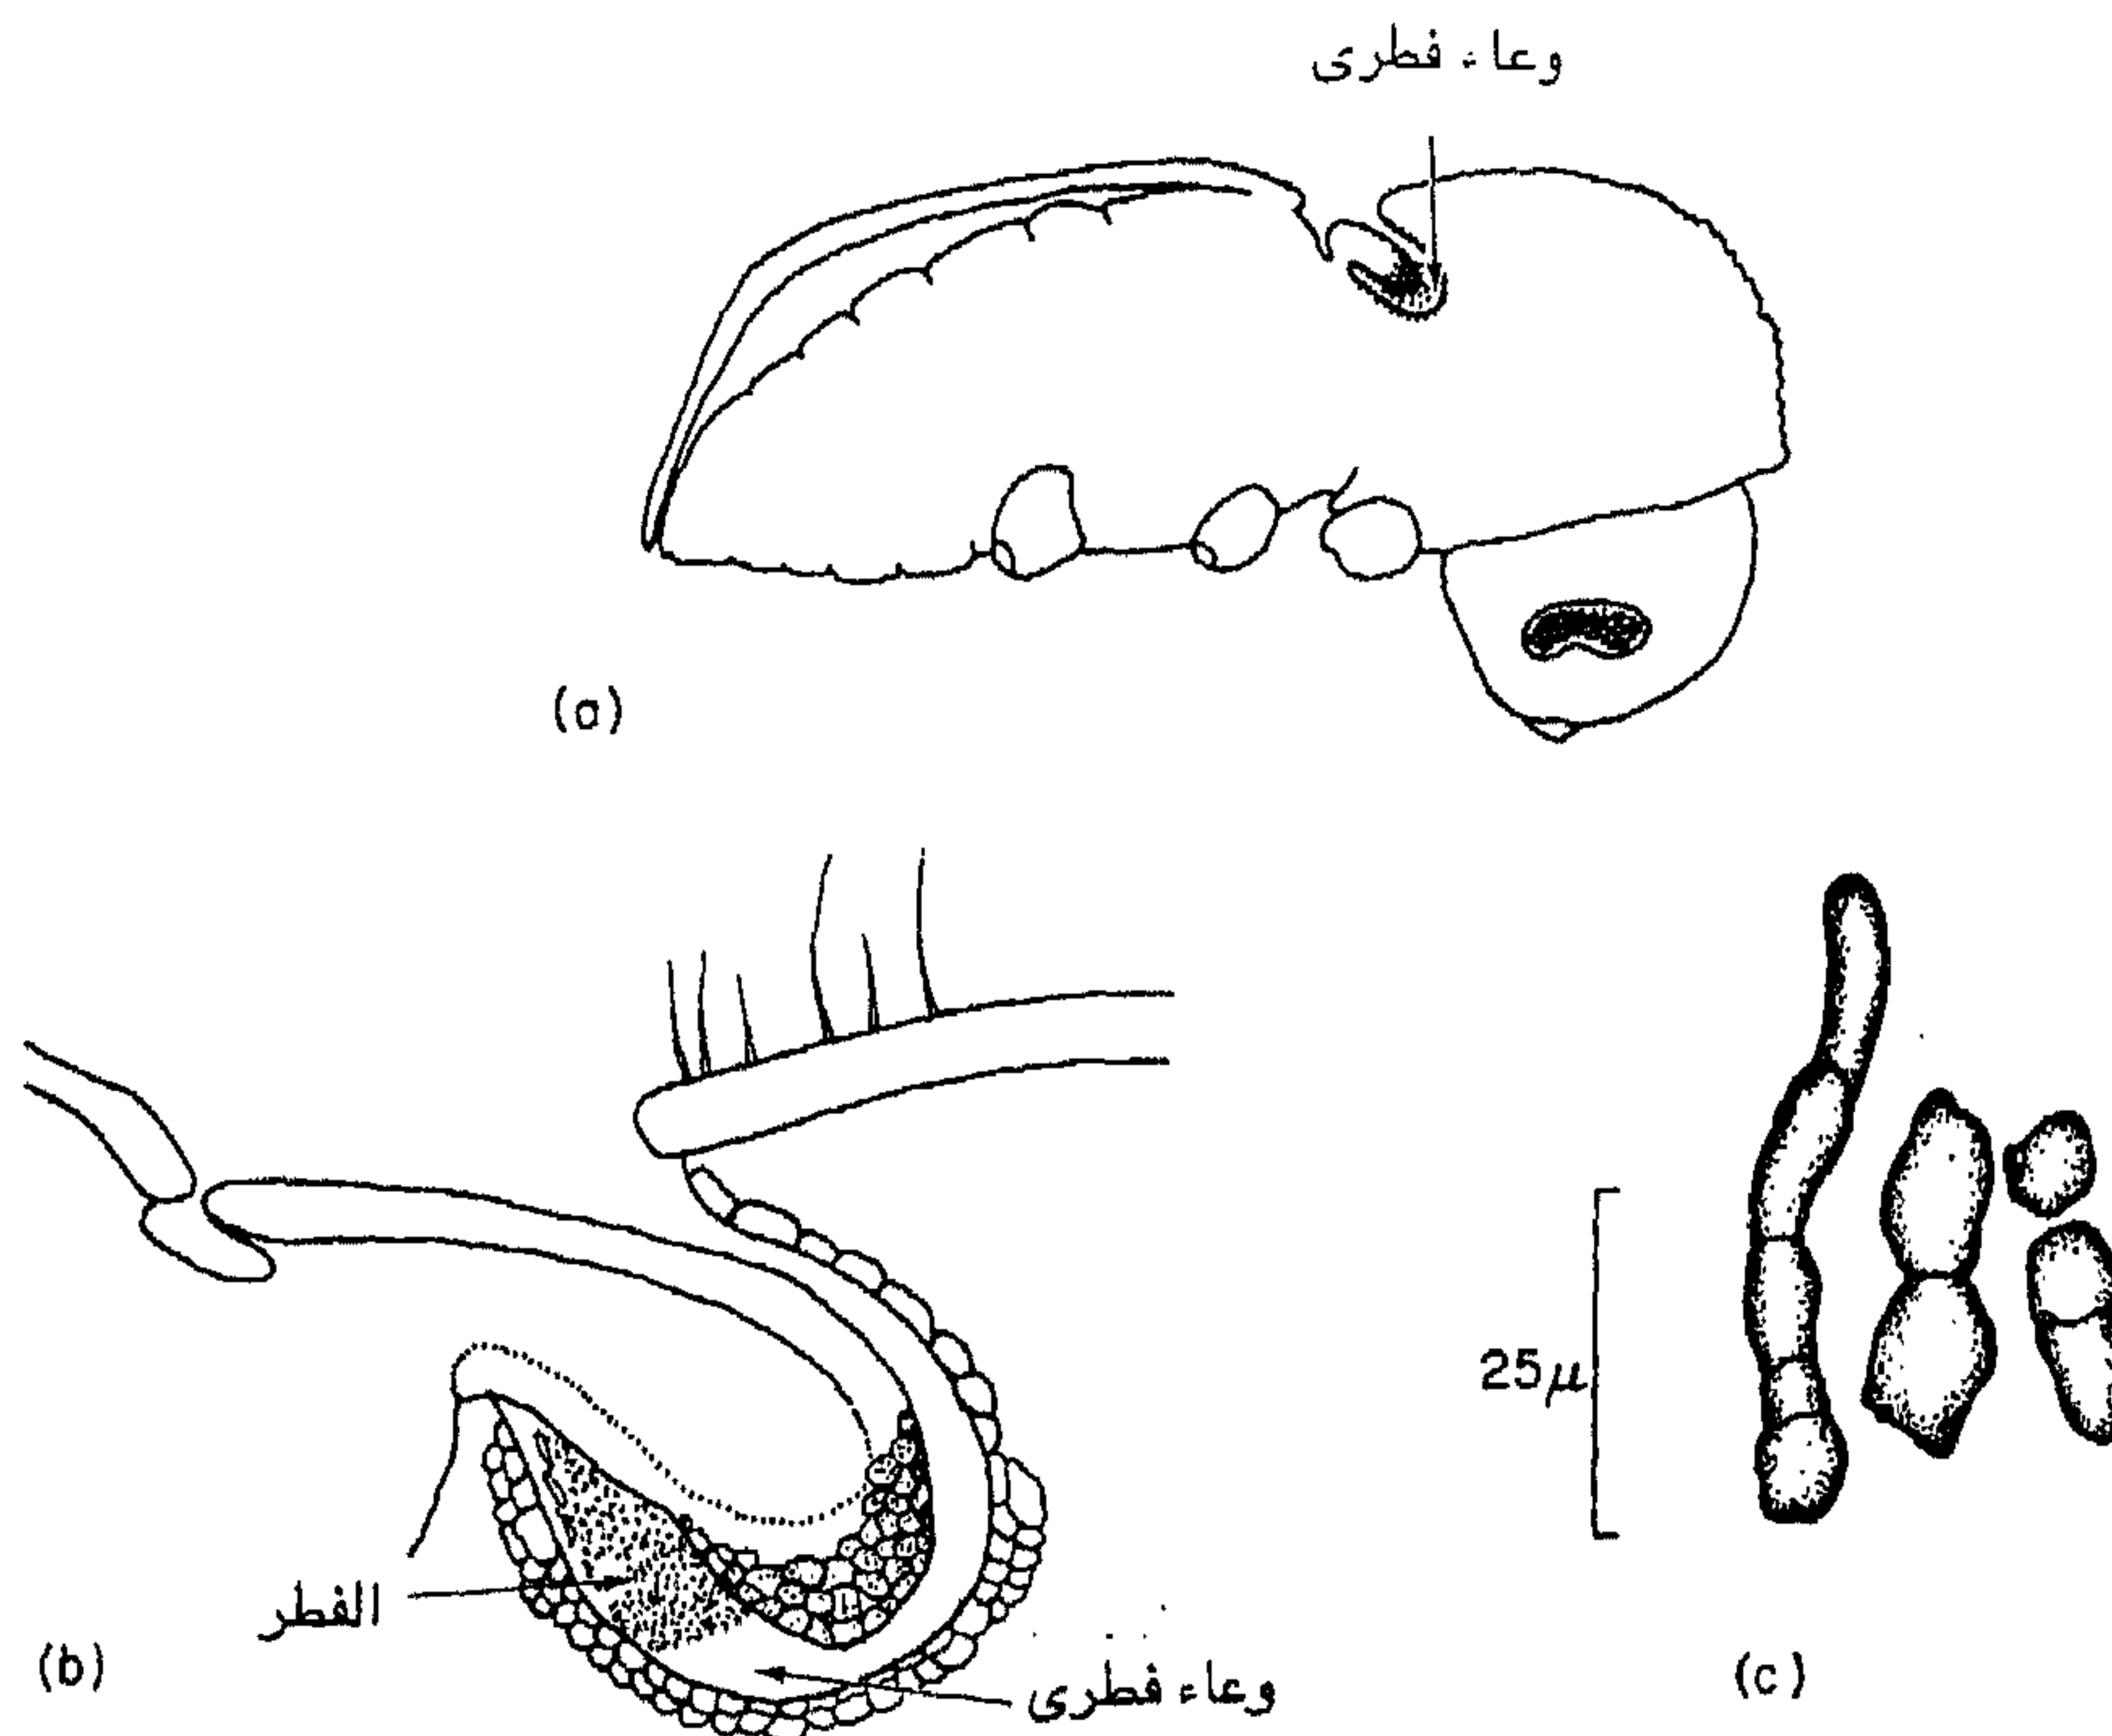 وعاء فطرى
(a)
25μ
الفطر
(b)
وعاء فطرى
(c)